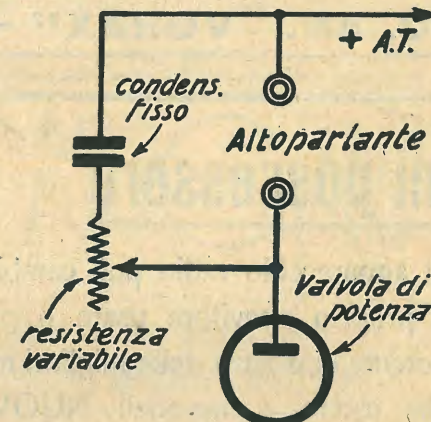 + A.T.
condens.
fisso
Altoparlante
Valvola di
potenza
resistenza
variabile